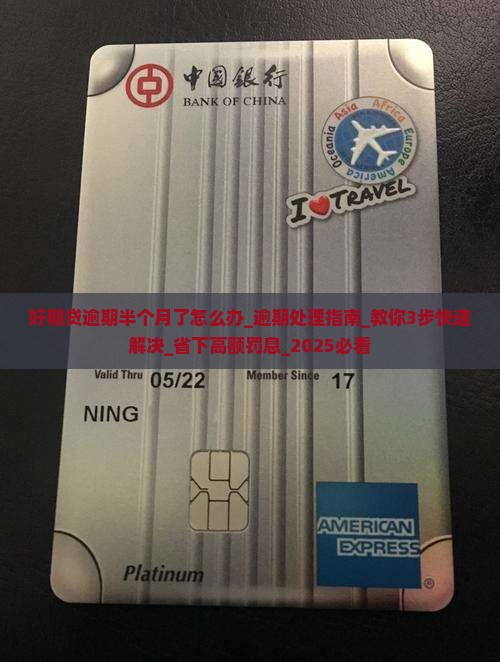 中国銀行
BANK OF CHINA
Asia Africa Europe America Oceania
I TRAVEL
好期贷逾期半个月了怎么办_逾期处理指南_教你3步快速
解决_省下高额罚息_2025必看
Valid Thru 05/22 Member Since 17
NING
AMERICAN
EXPRESS®
Platinum